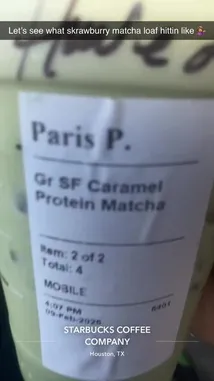 Let's see what skrawburry matcha loaf hittin like 💃
Paris P.
Gr SF Caramel
Protein Matcha
Item: 2 of 2
Total: 4
MOBILE
4:07 PM
09-Feb-2026
STARBUCKS COFFEE
COMPANY
Houston, TX